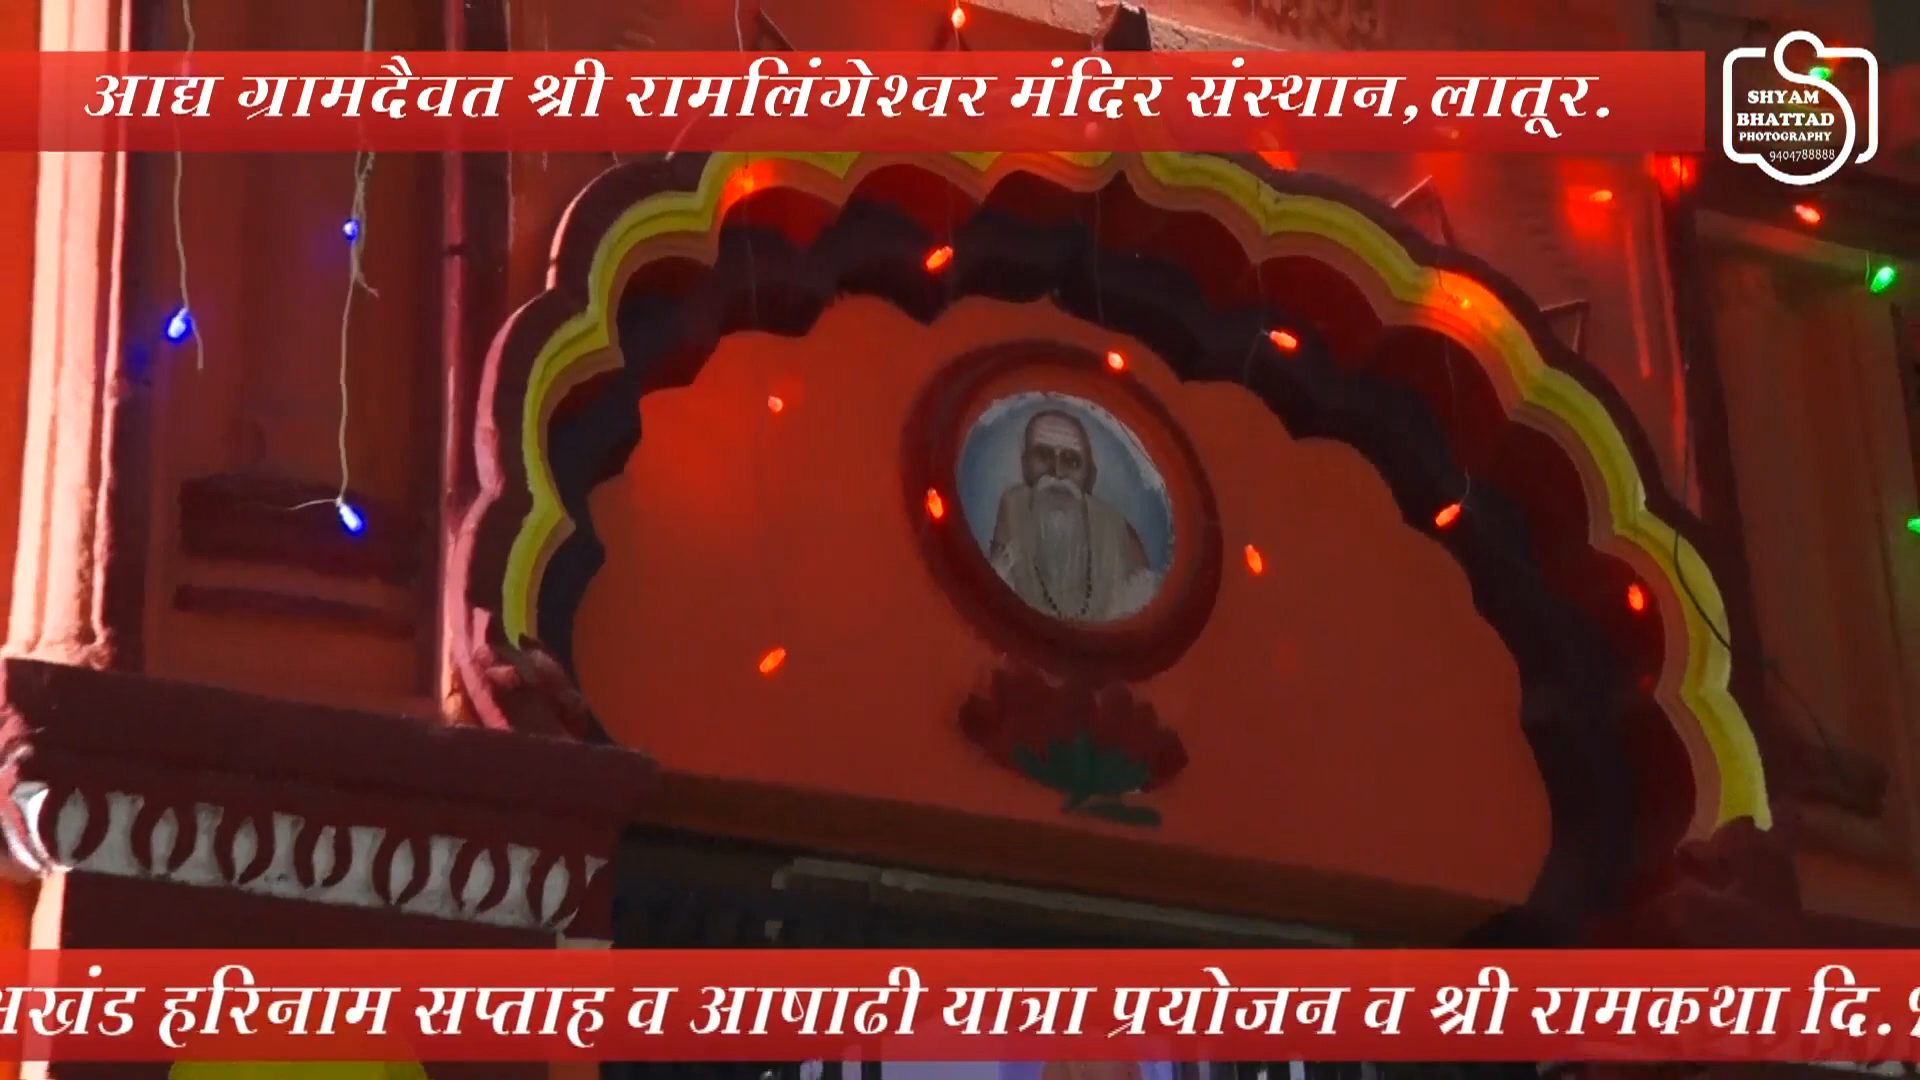 आद्य ग्रामदैवत श्री रामलिंगेश्वर मंदिर संस्थान,लातूर.
SHYAM
BHATTAD
PHOTOGRAPHY
9404788888
हरिनाम सप्ताह व आषाढी यात्रा प्रयोजन व श्री रामकथा दि.